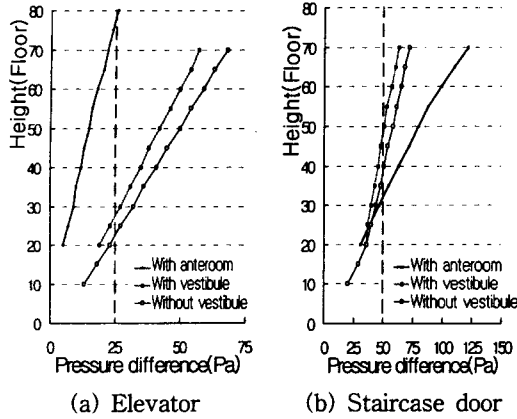 Height(Floor)
80
70
60
50
40
30
20
10
0
With anteroom
With vestibule
Without vestibule
0 25 50 75
Pressure difference(Pa)
(a) Elevator
Height(Floor)
80
70
60
50
40
30
20
10
0
With anteroom
With vestibule
Without vestibule
0 25 50 75 100 125 150
Pressure difference(Pa)
(b) Staircase door